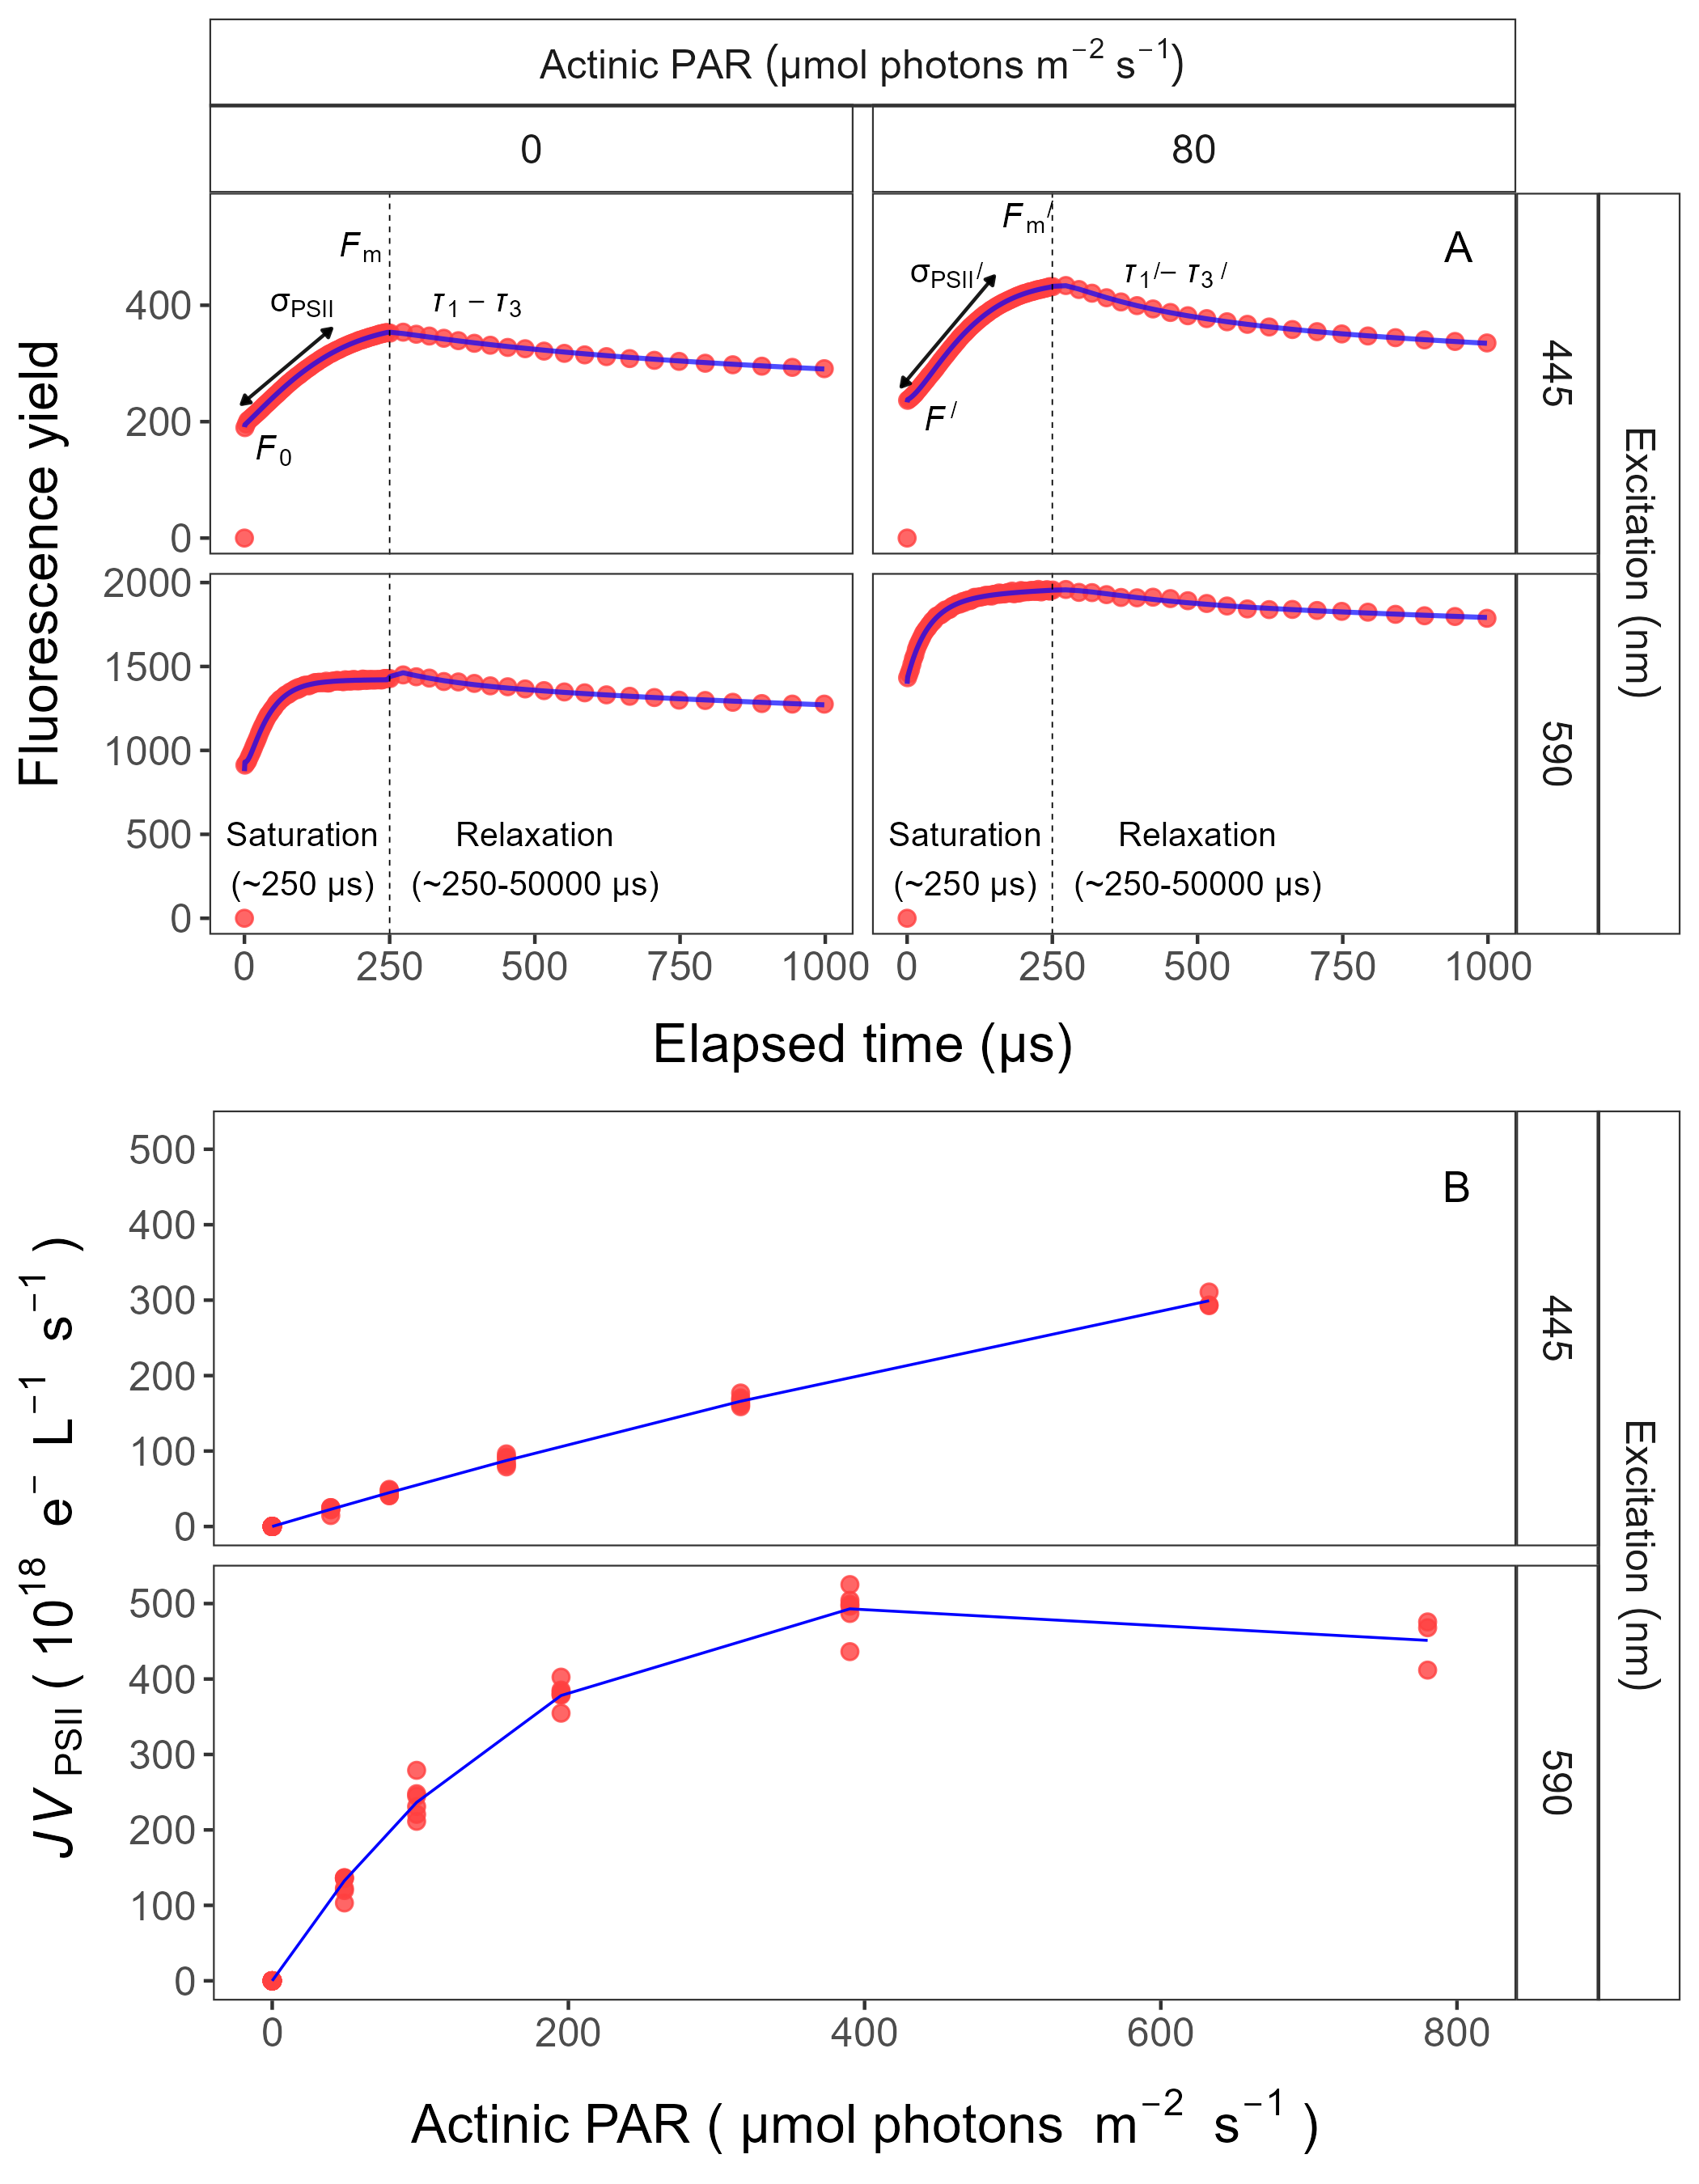 Actinic PAR (µmol photons m⁻² s⁻¹)
0
80
Fₘ
σPSII
τ₁ – τ₃
F₀
400
200
0
Fₘ′
σPSII′
τ₁′– τ₃′
F′
A
445
Fluorescence yield
Excitation (nm)
2000
1500
1000
500
0
Saturation
(~250 µs)
Relaxation
(~250-50000 µs)
Saturation
(~250 µs)
Relaxation
(~250-50000 µs)
590
0 250 500 750 1000
0 250 500 750 1000
Elapsed time (µs)
500
400
300
200
100
0
B
445
JV PSII ( 10¹⁸ e⁻ L⁻¹ s⁻¹ )
Excitation (nm)
500
400
300
200
100
0
590
0 200 400 600 800
Actinic PAR ( µmol photons m⁻² s⁻¹ )